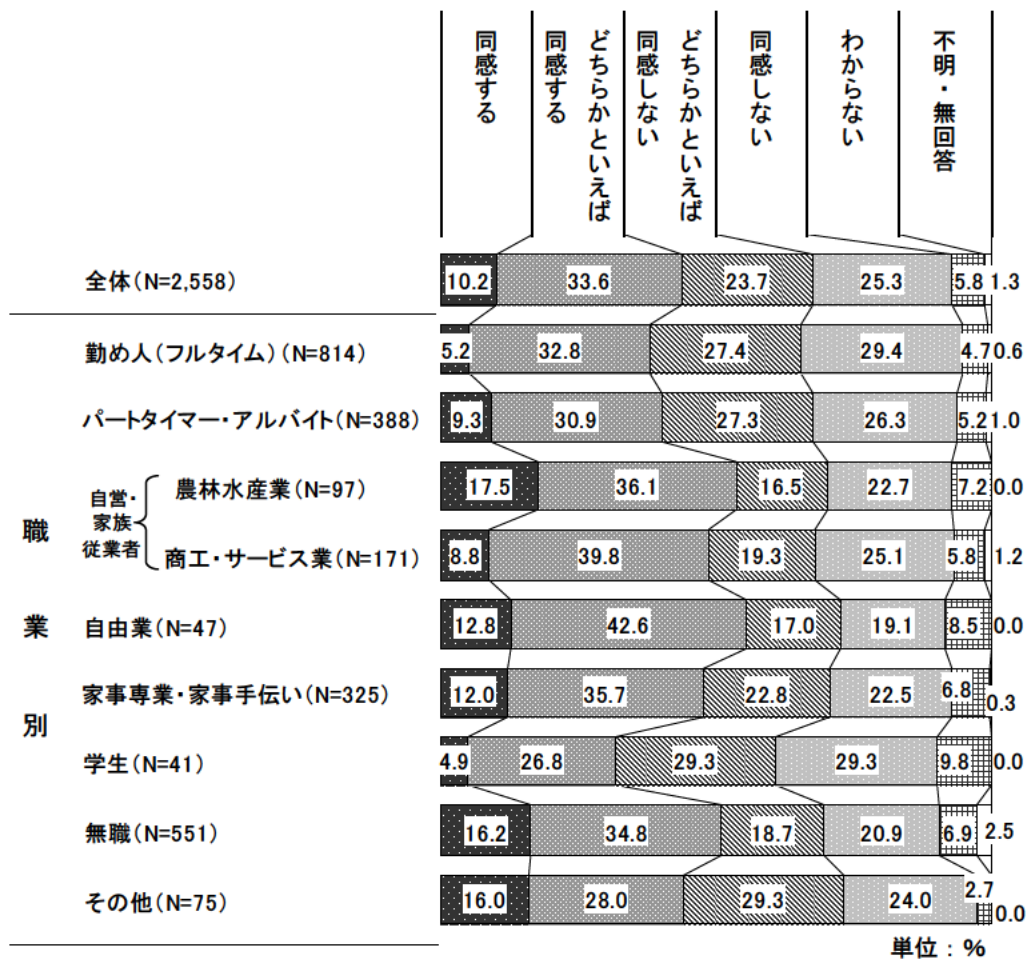 同感する
どちらかといえば
同感する
どちらかといえば
同感しない
同感しない
わからない
不明・無回答
全体(N=2,558) 10.2 33.6 23.7 25.3 5.8 1.3
勤め人(フルタイム)(N=814) 5.2 32.8 27.4 29.4 4.7 0.6
パートタイマー・アルバイト(N=388) 9.3 30.9 27.3 26.3 5.2 1.0
職業別
自営・
家族
従業者
農林水産業(N=97) 17.5 36.1 16.5 22.7 7.2 0.0
商工・サービス業(N=171) 8.8 39.8 19.3 25.1 5.8 1.2
自由業(N=47) 12.8 42.6 17.0 19.1 8.5 0.0
家事専業・家事手伝い(N=325) 12.0 35.7 22.8 22.5 6.8 0.3
学生(N=41) 4.9 26.8 29.3 29.3 9.8 0.0
無職(N=551) 16.2 34.8 18.7 20.9 6.9 2.5
その他(N=75) 16.0 28.0 29.3 24.0 2.7 0.0
単位:%